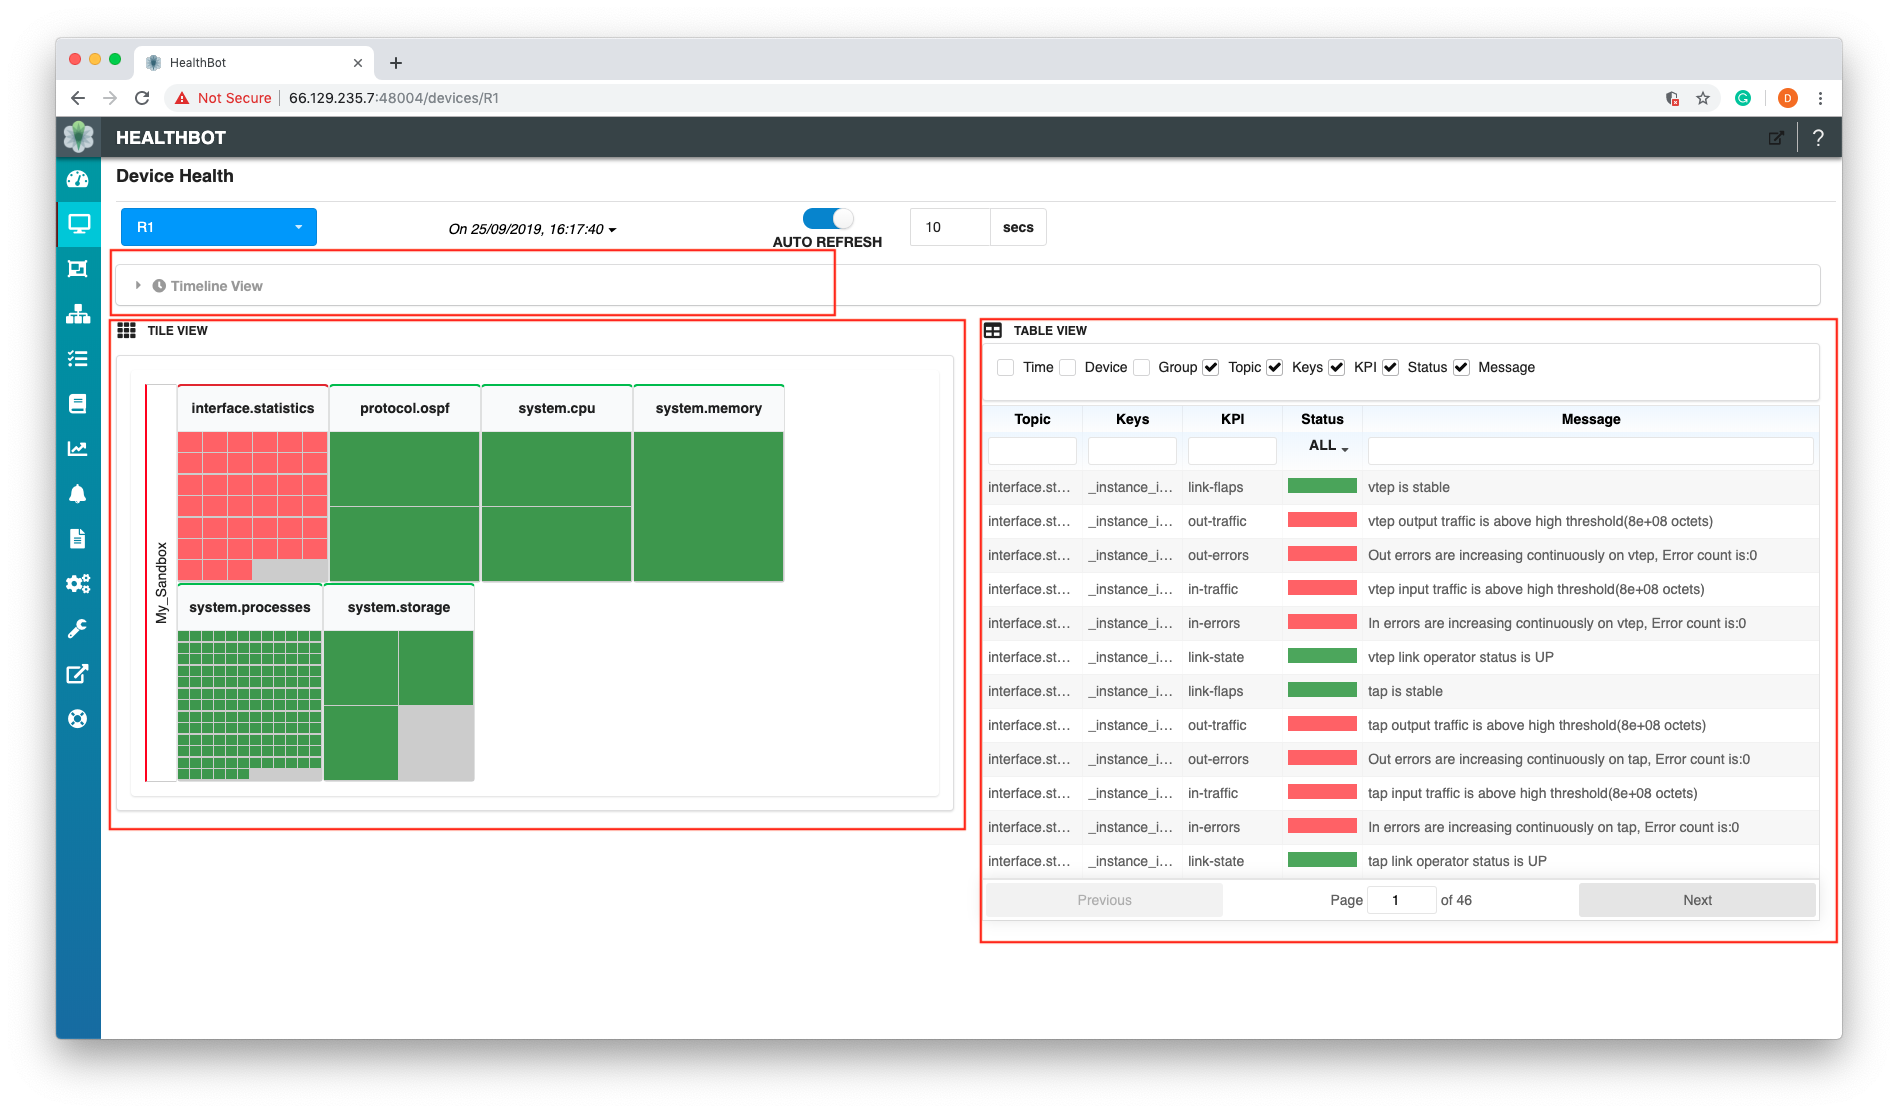 HealthBot
Not Secure
66.129.235.7:48004/devices/R1
D
HEALTHBOT
?
Device Health
R1
On 25/09/2019, 16:17:40
AUTO REFRESH
10 secs
Timeline View
TILE VIEW
My_Sandbox
interface.statistics protocol.ospf system.cpu system.memory
system.processes system.storage
TABLE VIEW
Time Device Group Topic Keys KPI Status Message
Topic Keys KPI Status Message
ALL
interface.st... _instance_i... link-flaps vtep is stable
interface.st... _instance_i... out-traffic vtep output traffic is above high threshold(8e+08 octets)
interface.st... _instance_i... out-errors Out errors are increasing continuously on vtep, Error count is:0
interface.st... _instance_i... in-traffic vtep input traffic is above high threshold(8e+08 octets)
interface.st... _instance_i... in-errors In errors are increasing continuously on vtep, Error count is:0
interface.st... _instance_i... link-state vtep link operator status is UP
interface.st... _instance_i... link-flaps tap is stable
interface.st... _instance_i... out-traffic tap output traffic is above high threshold(8e+08 octets)
interface.st... _instance_i... out-errors Out errors are increasing continuously on tap, Error count is:0
interface.st... _instance_i... in-traffic tap input traffic is above high threshold(8e+08 octets)
interface.st... _instance_i... in-errors In errors are increasing continuously on tap, Error count is:0
interface.st... _instance_i... link-state tap link operator status is UP
Previous Page 1 of 46 Next